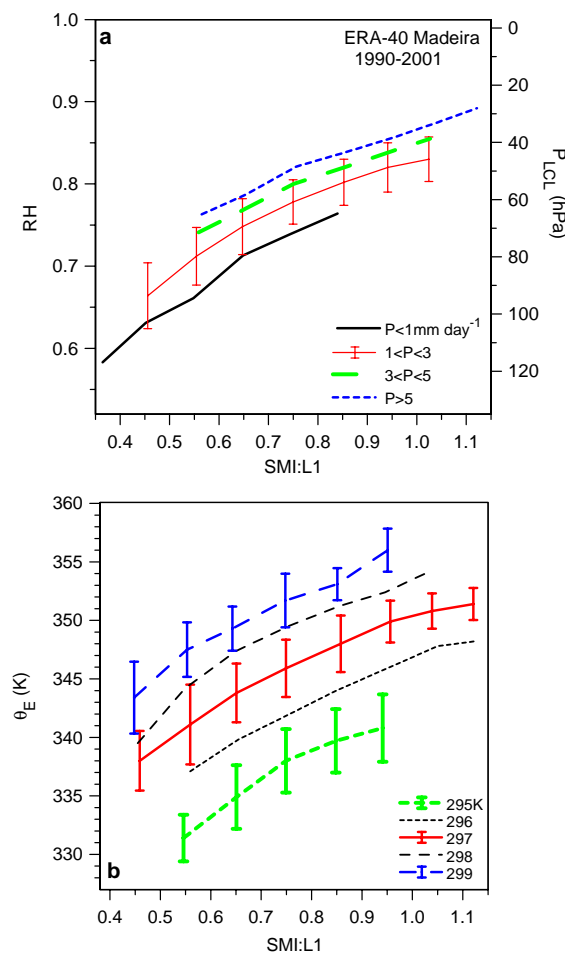 a
ERA-40 Madeira
1990-2001
1.0
0.9
0.8
0.7
0.6
RH
0
20
40
60
80
100
120
P_LCL (hPa)
P<1mm day⁻¹
1<P<3
3<P<5
P>5
0.4 0.5 0.6 0.7 0.8 0.9 1.0 1.1
SMI:L1
360
355
350
345
340
335
330
θ_E (K)
b
295K
296
297
298
299
0.4 0.5 0.6 0.7 0.8 0.9 1.0 1.1
SMI:L1